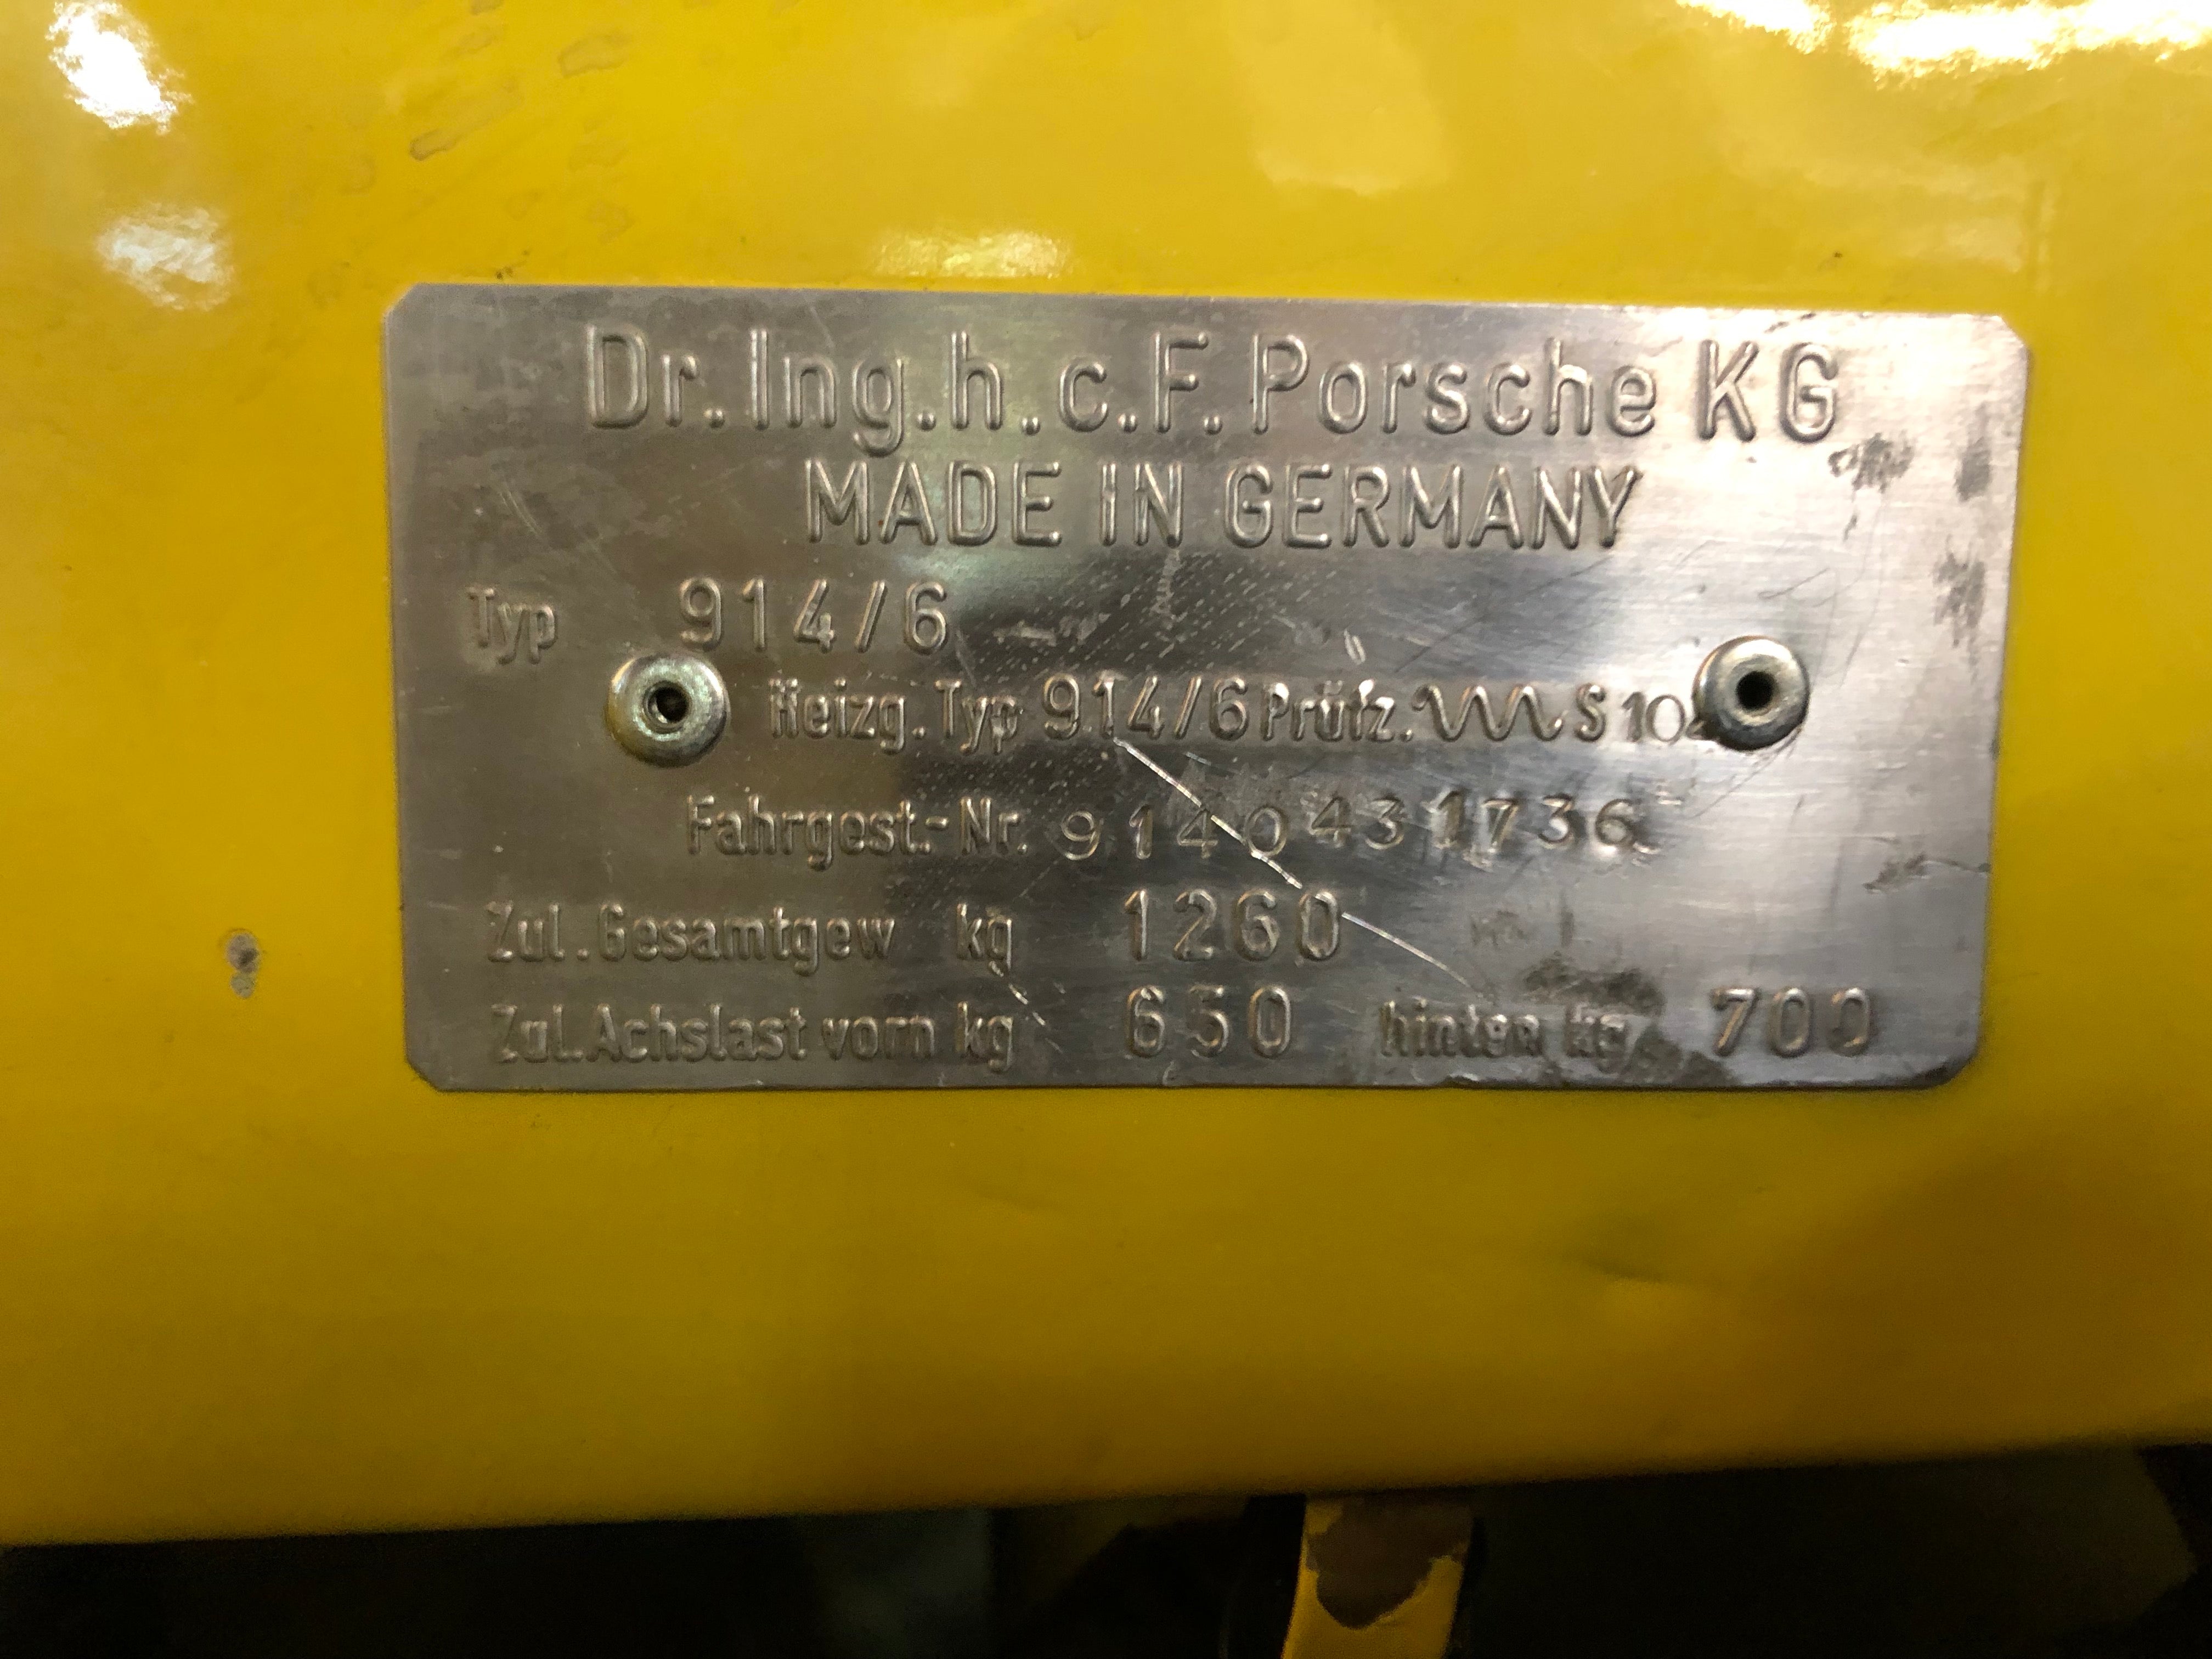 Dr. Ing. h. c. F. Porsche KG
MADE IN GERMANY
Typ 914/6
Heizg. Typ 914/6 Prüfz. S 10
Fahrgest.-Nr. 9140431736
Zul. Gesamtgew kg 1260
Zul. Achslast vorn kg 650 hinten kg 700